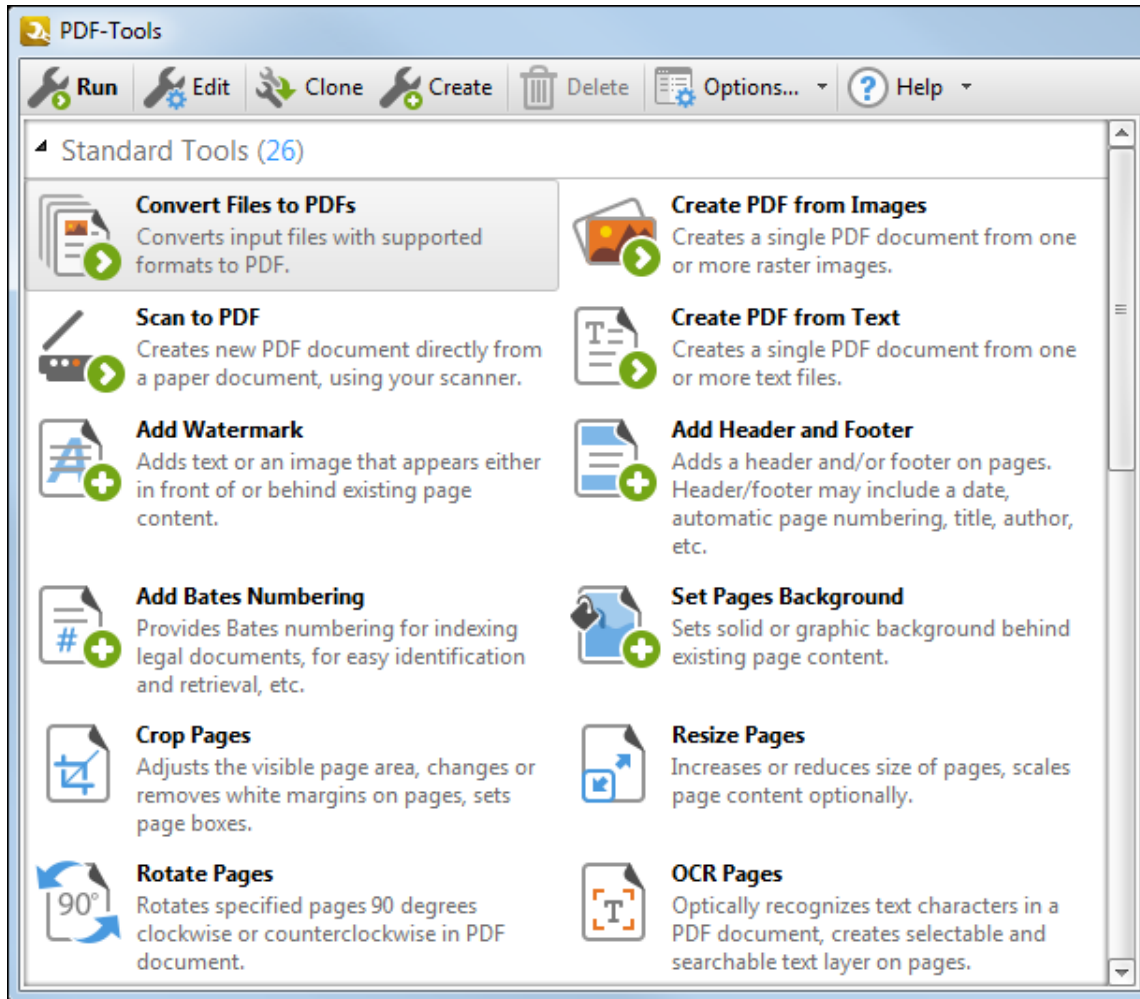 PDF-Tools
Run Edit Clone Create Delete Options... Help
Standard Tools (26)
Convert Files to PDFs
Converts input files with supported
formats to PDF.
Create PDF from Images
Creates a single PDF document from one
or more raster images.
Scan to PDF
Creates new PDF document directly from
a paper document, using your scanner.
Create PDF from Text
Creates a single PDF document from one
or more text files.
Add Watermark
Adds text or an image that appears either
in front of or behind existing page
content.
Add Header and Footer
Adds a header and/or footer on pages.
Header/footer may include a date,
automatic page numbering, title, author,
etc.
Add Bates Numbering
Provides Bates numbering for indexing
legal documents, for easy identification
and retrieval, etc.
Set Pages Background
Sets solid or graphic background behind
existing page content.
Crop Pages
Adjusts the visible page area, changes or
removes white margins on pages, sets
page boxes.
Resize Pages
Increases or reduces size of pages, scales
page content optionally.
90°
Rotate Pages
Rotates specified pages 90 degrees
clockwise or counterclockwise in PDF
document.
T
OCR Pages
Optically recognizes text characters in a
PDF document, creates selectable and
searchable text layer on pages.